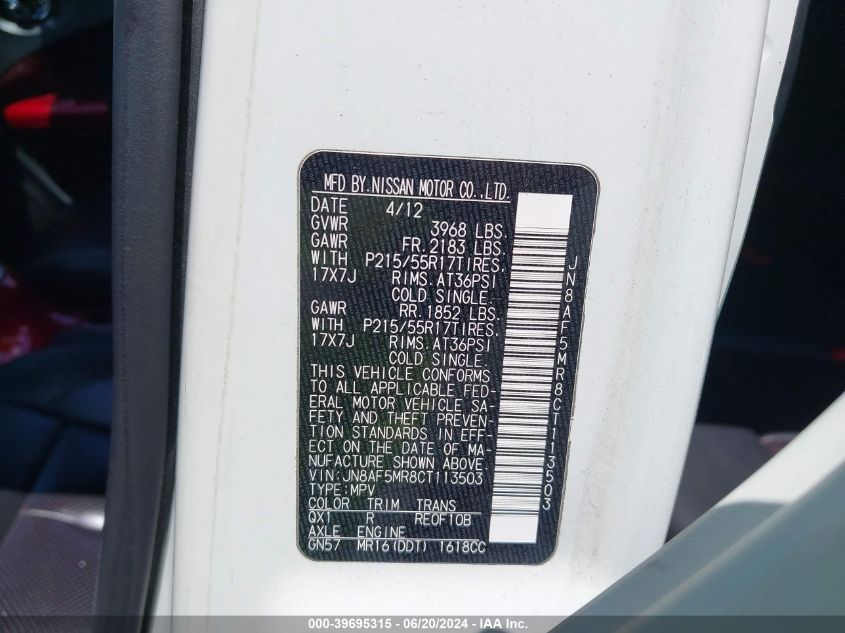 MFD BY.NISSAN MOTOR CO.,LTD.
DATE 4/12
GVWR 3968 LBS.
GAWR FR.2183 LBS.
WITH P215/55R17TIRES,
17X7J RIMS.AT36PSI
COLD SINGLE.
GAWR RR.1852 LBS.
WITH P215/55R17TIRES,
17X7J RIMS.AT36PSI
COLD SINGLE.
THIS VEHICLE CONFORMS
TO ALL APPLICABLE FED-
ERAL MOTOR VEHICLE SA-
FETY AND THEFT PREVEN-
TION STANDARDS IN EFF-
ECT ON THE DATE OF MA-
NUFACTURE SHOWN ABOVE.
VIN:JN8AF5MR8CT113503
TYPE:MPV
COLOR TRIM TRANS
QX1 R RE0F10B
AXLE ENGINE
GN57 MR16(DDT) 1618CC
JN8AF5MR8CT113503
000-39695315 - 06/20/2024 - IAA Inc.